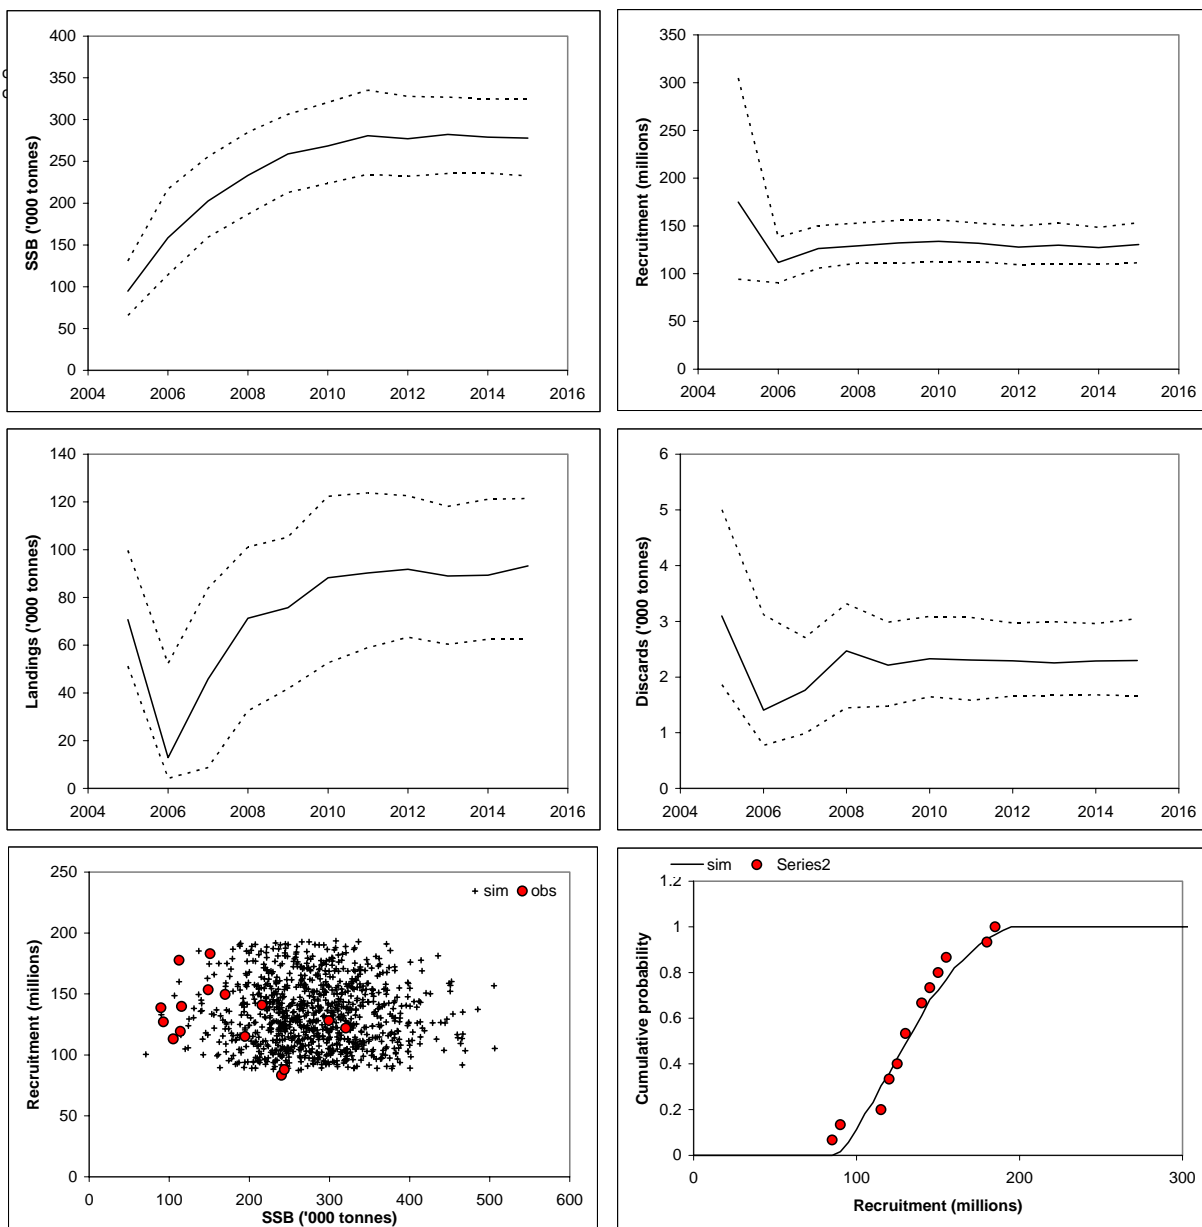 SSB ('000 tonnes)
400
350
300
250
200
150
100
50
0
2004 2006 2008 2010 2012 2014 2016
Recruitment (millions)
350
300
250
200
150
100
50
0
2004 2006 2008 2010 2012 2014 2016
Landings ('000 tonnes)
140
120
100
80
60
40
20
0
2004 2006 2008 2010 2012 2014 2016
Discards ('000 tonnes)
6
5
4
3
2
1
0
2004 2006 2008 2010 2012 2014 2016
Recruitment (millions)
250
200
150
100
50
0
sim obs
0 100 200 300 400 500 600
SSB ('000 tonnes)
sim Series2
Cumulative probability
1.2
1
0.8
0.6
0.4
0.2
0
0 100 200 300
Recruitment (millions)